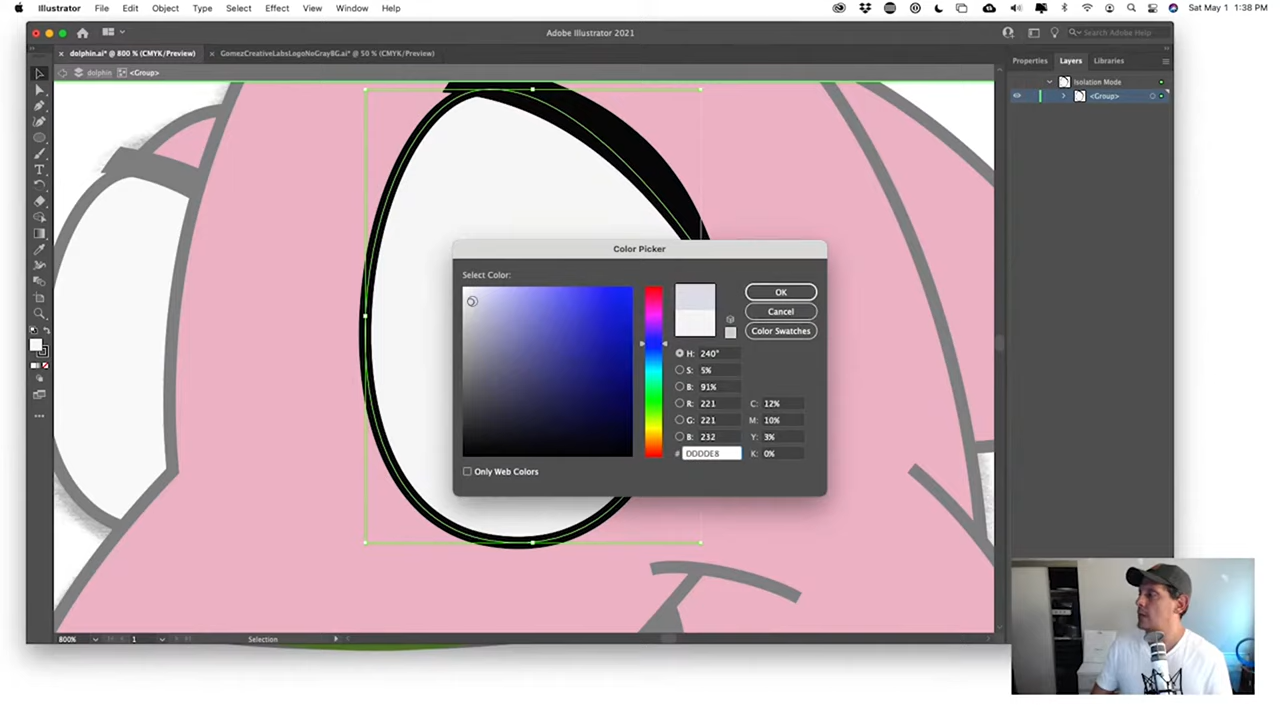 Illustrator File Edit Object Type Select Effect View Window Help Sat May 1 1:38 PM
Adobe Illustrator 2021
Search Adobe Help
× dolphin.ai* @ 800 % (CMYK/Preview) × GomezCreativeLabsLogoNoGrayBG.ai* @ 50 % (CMYK/Preview)
dolphin <Group>
Properties Layers Libraries
Isolation Mode
<Group>
Color Picker
Select Color:
OK
Cancel
Color Swatches
H: 240°
S: 5%
B: 91%
R: 221 C: 12%
G: 221 M: 10%
B: 232 Y: 3%
# DDDDE8 K: 0%
Only Web Colors
T
800% 1 Selection